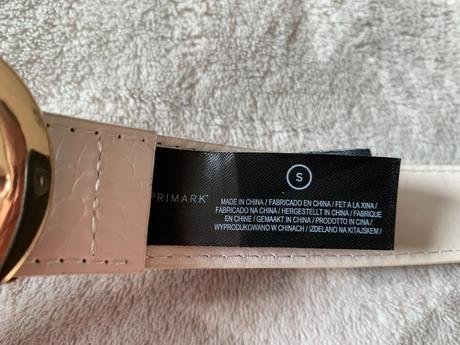 S
PRIMARK®
MADE IN CHINA / FABRICADO EN CHINA / FET A LA XINA /
FABRICADO NA CHINA / HERGESTELLT IN CHINA / FABRIQUE
EN CHINE / GEMAAKT IN CHINA / PRODOTTO IN CINA /
WYPRODUKOWANO W CHINACH / IZDELANO NA KITAJSKEM /